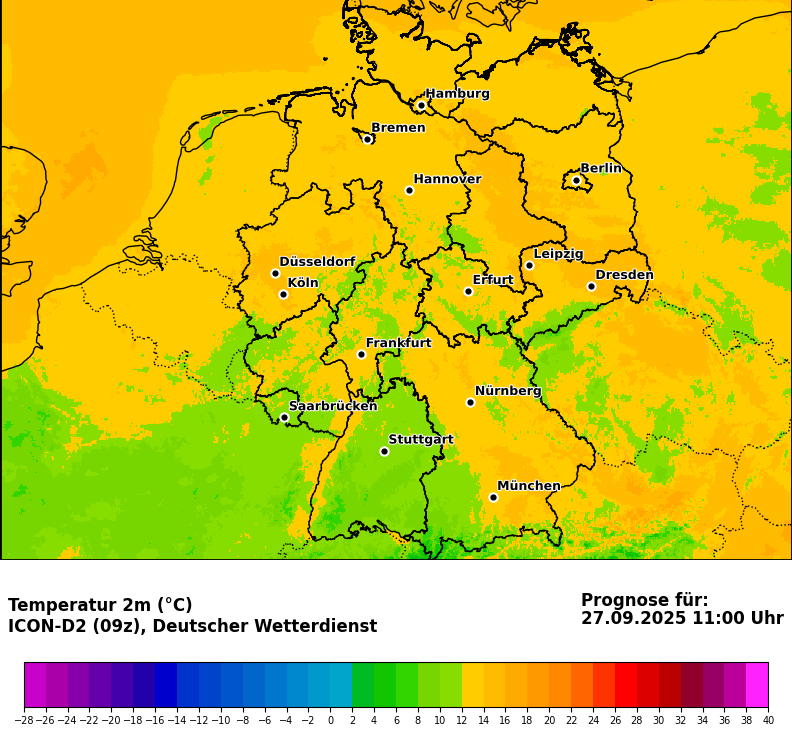 Hamburg
Bremen
Berlin
Hannover
Düsseldorf
Leipzig
Köln
Erfurt
Dresden
Frankfurt
Nürnberg
Saarbrücken
Stuttgart
München
Temperatur 2m (°C)
ICON-D2 (09z), Deutscher Wetterdienst
Prognose für:
27.09.2025 11:00 Uhr
−28 −26 −24 −22 −20 −18 −16 −14 −12 −10 −8 −6 −4 −2 0 2 4 6 8 10 12 14 16 18 20 22 24 26 28 30 32 34 36 38 40